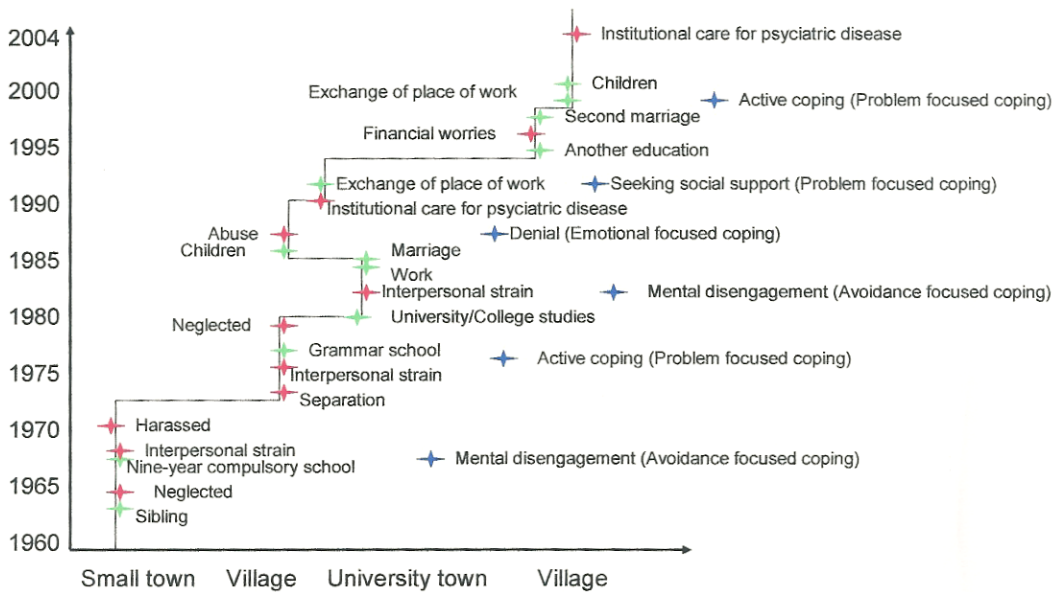 2004
Institutional care for psyciatric disease
Children
2000
Exchange of place of work
Active coping (Problem focused coping)
Second marriage
Financial worries
1995
Another education
Exchange of place of work
Seeking social support (Problem focused coping)
1990
Institutional care for psyciatric disease
Abuse
Denial (Emotional focused coping)
Children
Marriage
1985
Work
Interpersonal strain
Mental disengagement (Avoidance focused coping)
1980
University/College studies
Neglected
Grammar school
Active coping (Problem focused coping)
1975
Interpersonal strain
Separation
1970
Harassed
Interpersonal strain
Nine-year compulsory school
Mental disengagement (Avoidance focused coping)
1965
Neglected
Sibling
1960
Small town Village University town Village